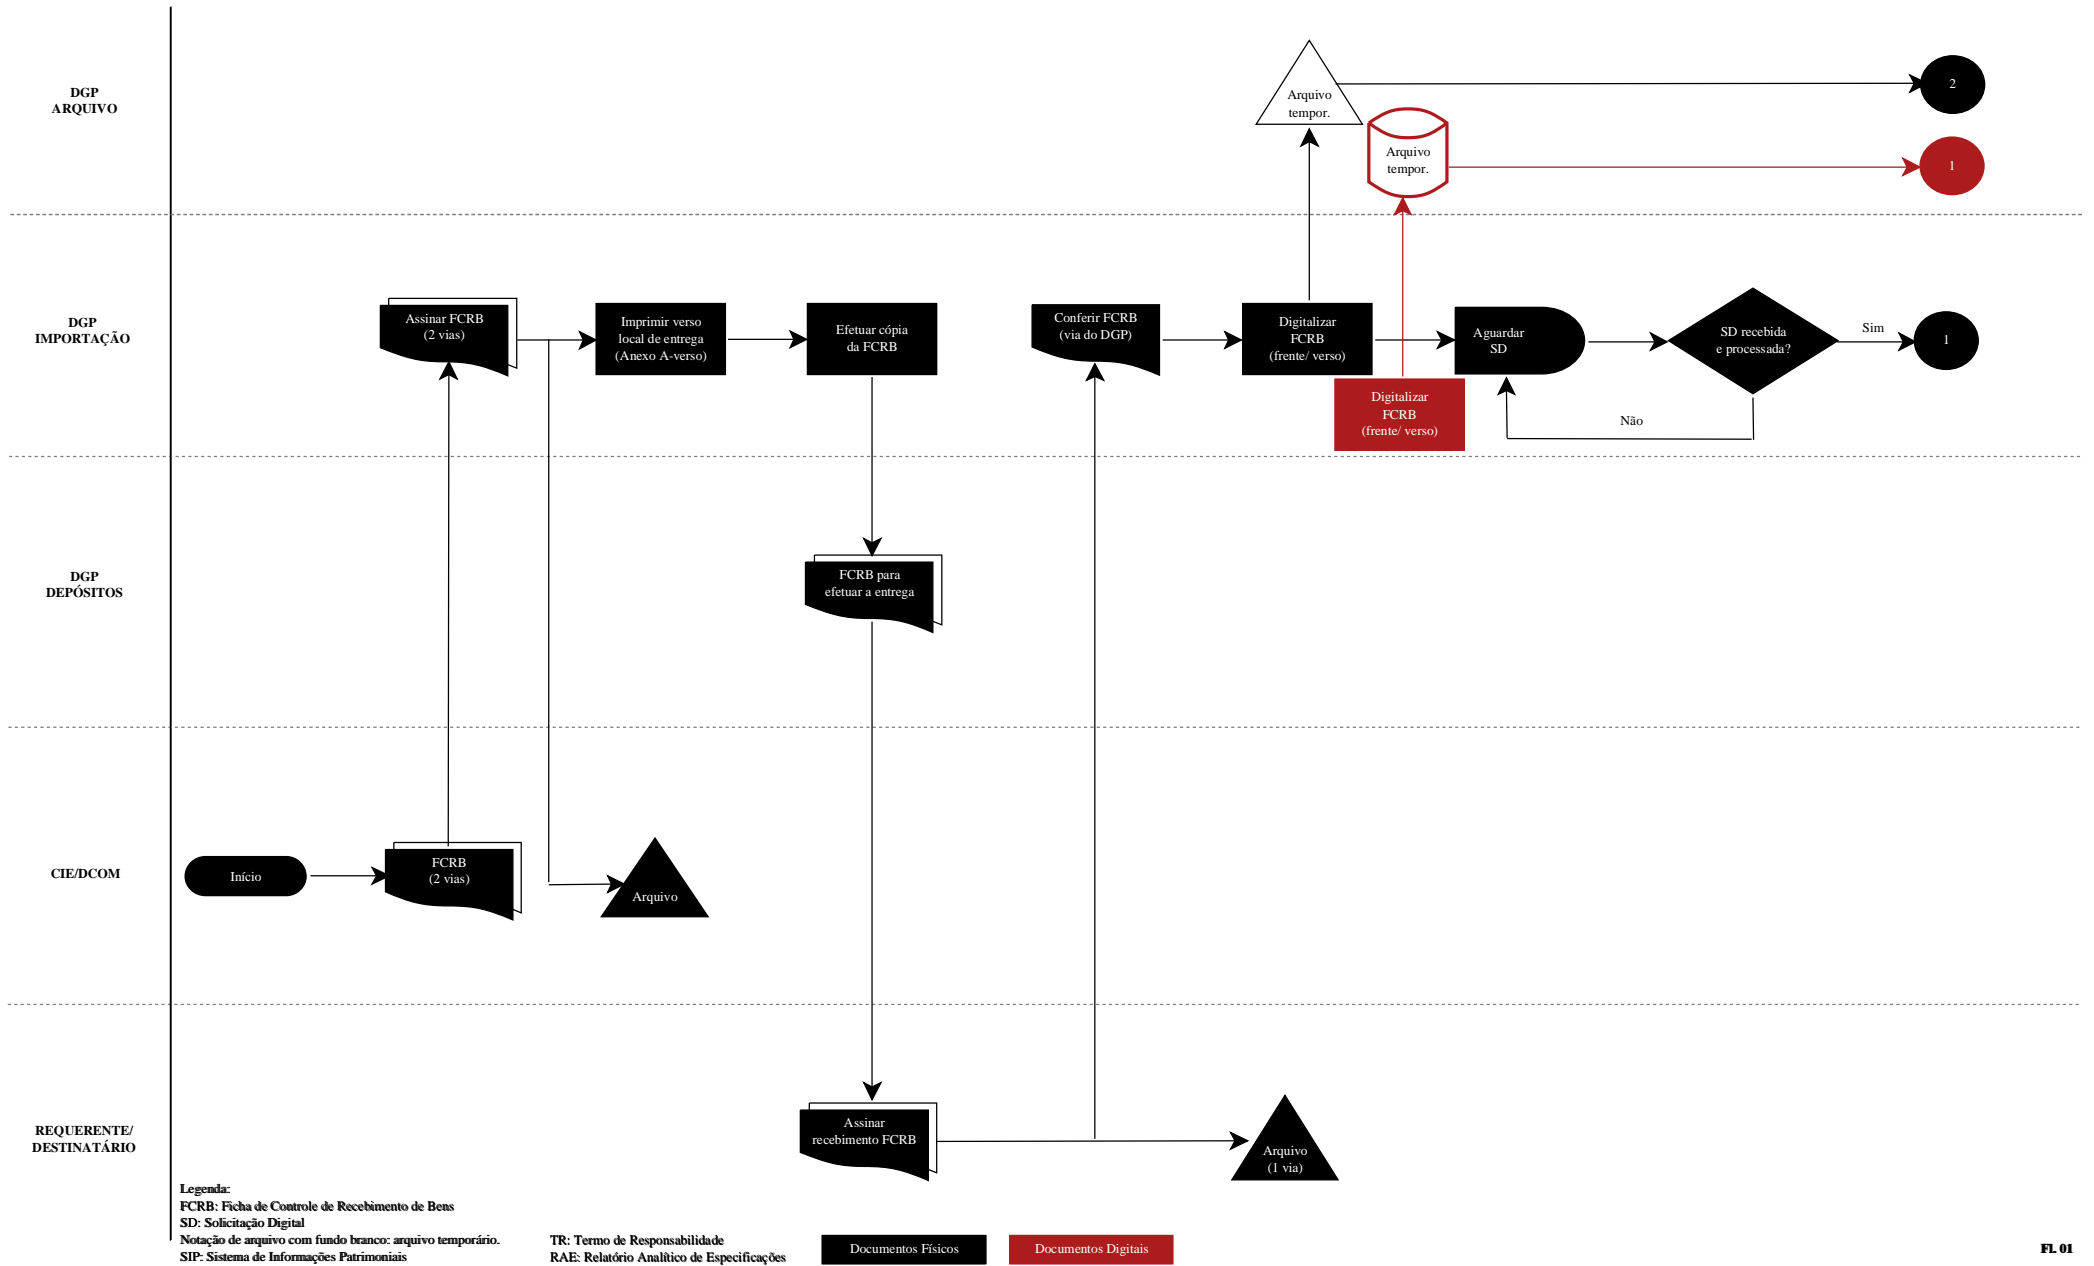 DGP
ARQUIVO
Arquivo
tempor.
2
Arquivo
tempor.
1
DGP
IMPORTAÇÃO
Assinar FCRB
(2 vias)
Imprimir verso
local de entrega
(Anexo A-verso)
Efetuar cópia
da FCRB
Conferir FCRB
(via do DGP)
Digitalizar
FCRB
(frente/ verso)
Aguardar
SD
SD recebida
e processada?
Sim
1
Digitalizar
FCRB
(frente/ verso)
Não
DGP
DEPÓSITOS
FCRB para
efetuar a entrega
CIE/DCOM
Início
FCRB
(2 vias)
Arquivo
REQUERENTE/
DESTINATÁRIO
Assinar
recebimento FCRB
Arquivo
(1 via)
Legenda:
FCRB: Ficha de Controle de Recebimento de Bens
SD: Solicitação Digital
Notação de arquivo com fundo branco: arquivo temporário.
SIP: Sistema de Informações Patrimoniais
TR: Termo de Responsabilidade
RAE: Relatório Analítico de Especificações
Documentos Físicos
Documentos Digitais
FL 01